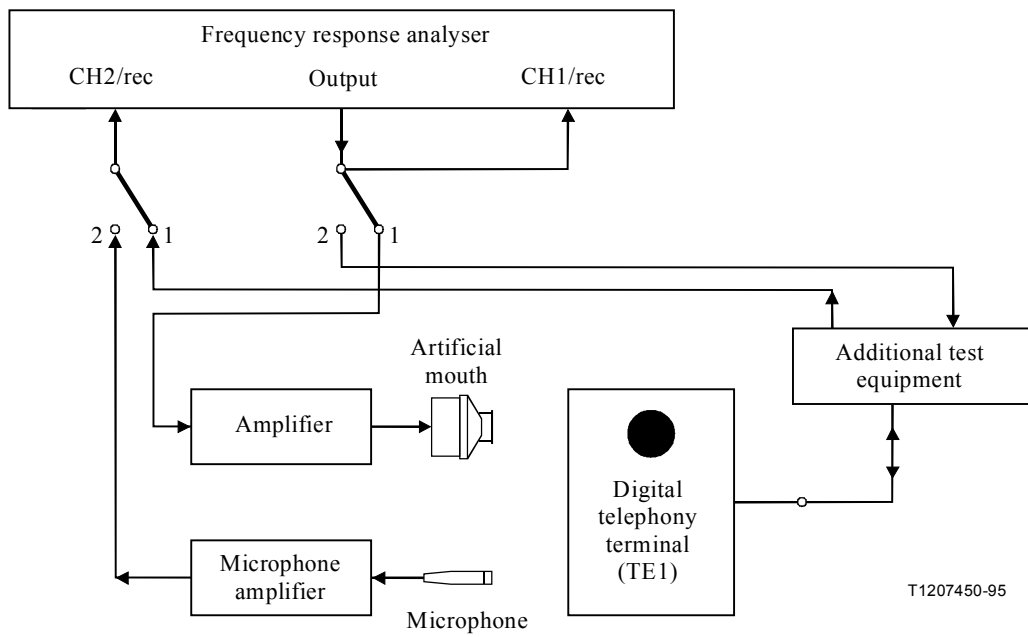 Frequency response analyser
CH2/rec
Output
CH1/rec
2
1
2
1
Artificial
mouth
Additional test
equipment
Amplifier
Digital
telephony
terminal
(TE1)
Microphone
amplifier
Microphone
T1207450-95